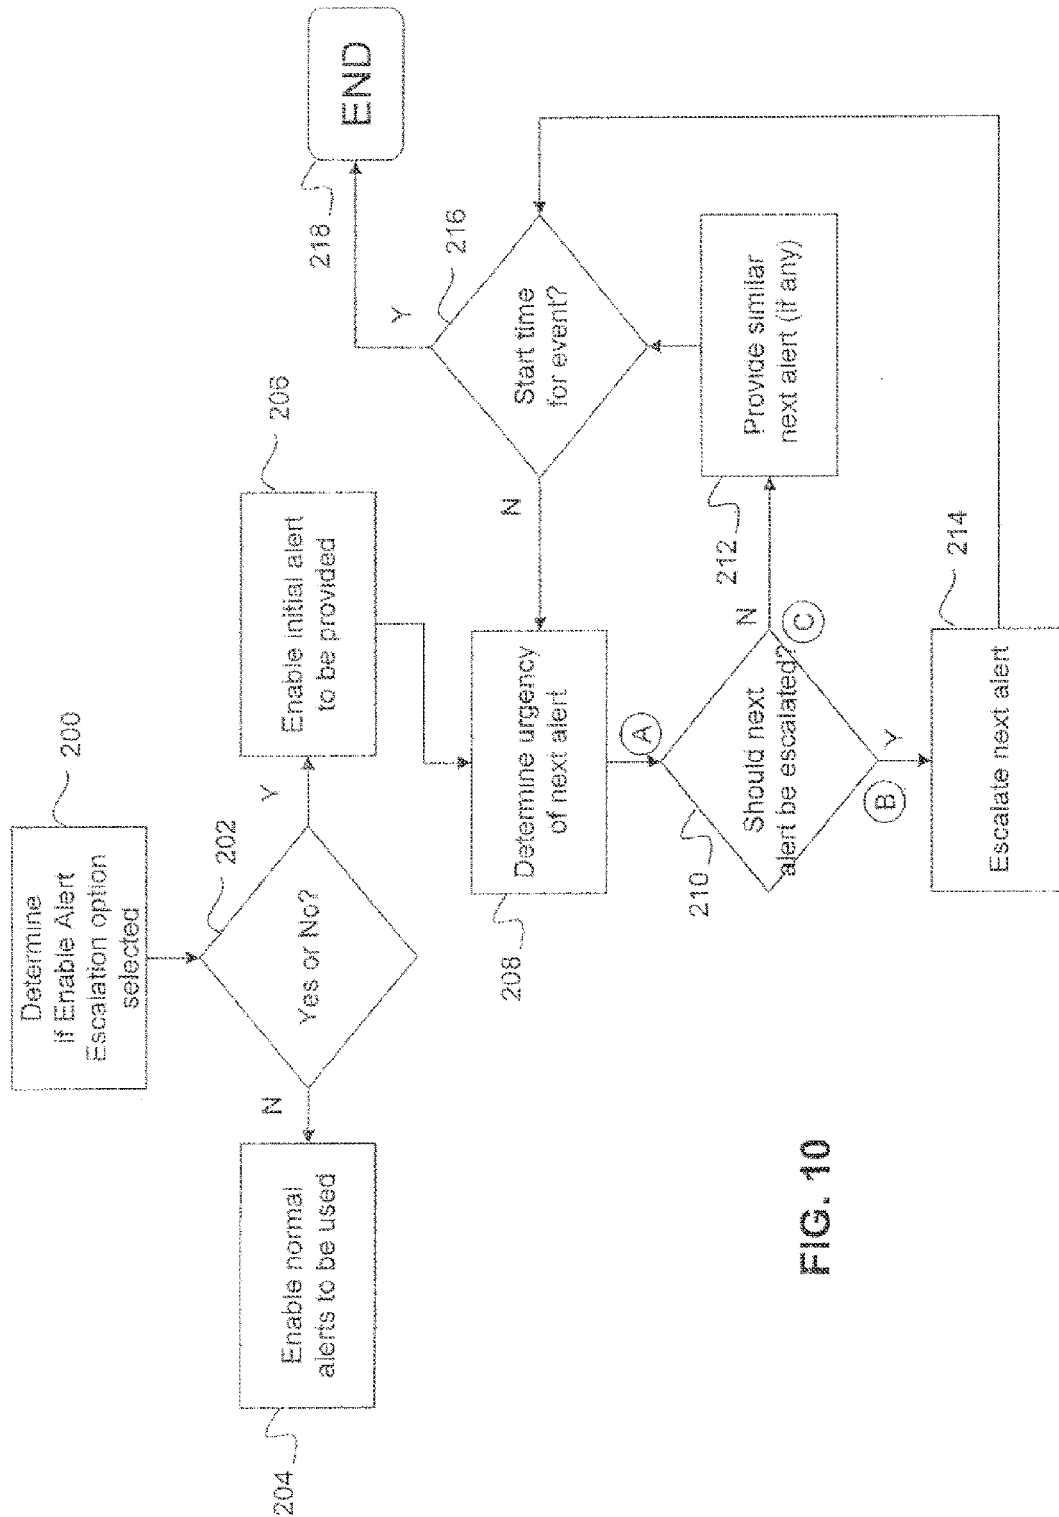 200
Determine
if Enable Alert
Escalation option
selected
202
Yes or No?
N
Y
204
Enable normal
alerts to be used
206
Enable initial alert
to be provided
208
Determine urgency
of next alert
A
210
Should next
alert be escalated?
N
C
B
Y
212
Provide similar
next alert (if any)
214
Escalate next alert
216
Start time
for event?
N
Y
218
END
FIG. 10